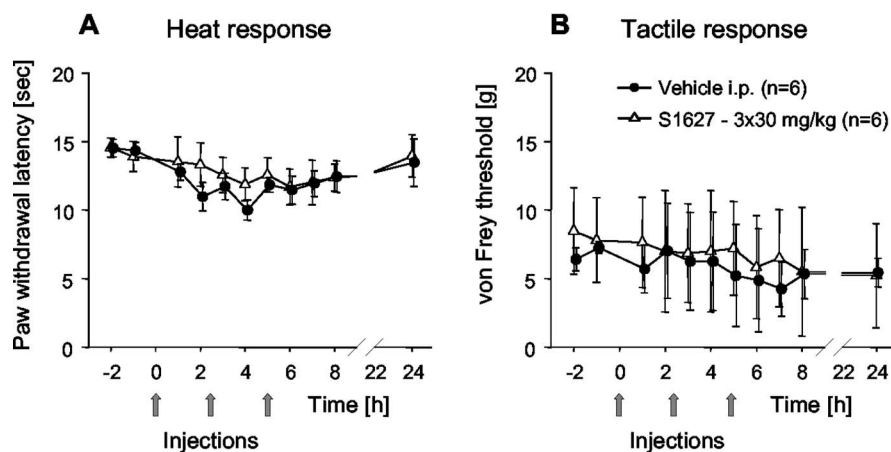 A Heat response
Paw withdrawal latency [sec]
20
15
10
5
0
-2 0 2 4 6 8 22 24
Time [h]
Injections
B Tactile response
von Frey threshold [g]
20
15
10
5
0
Vehicle i.p. (n=6)
S1627 - 3x30 mg/kg (n=6)
-2 0 2 4 6 8 22 24
Time [h]
Injections